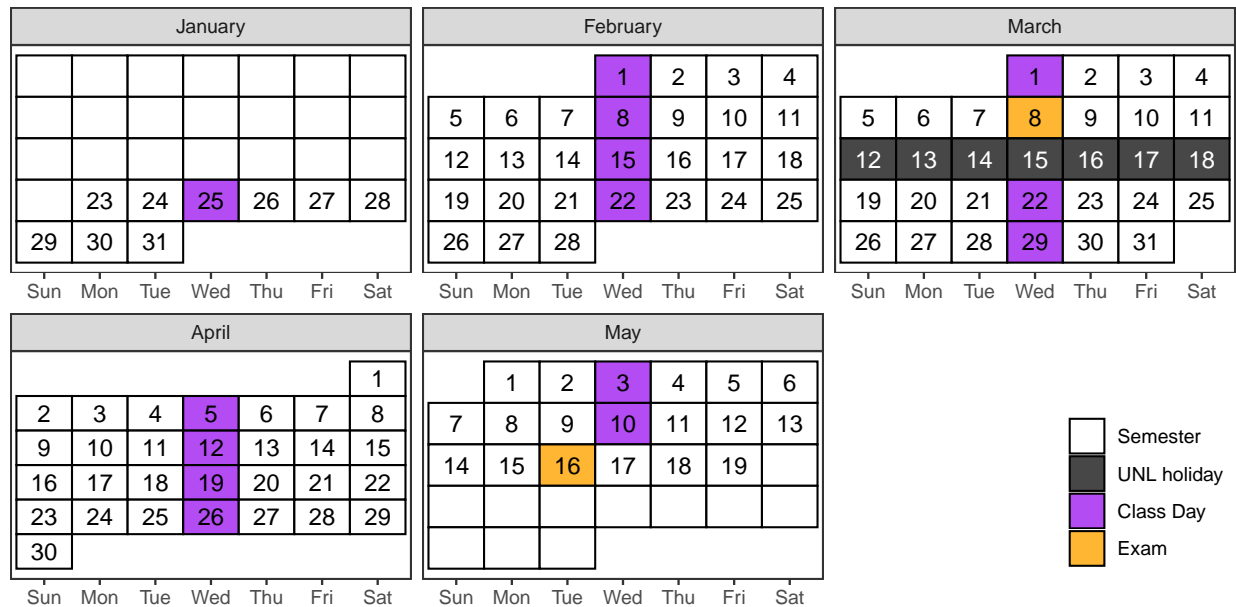 January
23 24 25 26 27 28
29 30 31
Sun Mon Tue Wed Thu Fri Sat
February
1 2 3 4
5 6 7 8 9 10 11
12 13 14 15 16 17 18
19 20 21 22 23 24 25
26 27 28
Sun Mon Tue Wed Thu Fri Sat
March
1 2 3 4
5 6 7 8 9 10 11
12 13 14 15 16 17 18
19 20 21 22 23 24 25
26 27 28 29 30 31
Sun Mon Tue Wed Thu Fri Sat
April
1
2 3 4 5 6 7 8
9 10 11 12 13 14 15
16 17 18 19 20 21 22
23 24 25 26 27 28 29
30
Sun Mon Tue Wed Thu Fri Sat
May
1 2 3 4 5 6
7 8 9 10 11 12 13
14 15 16 17 18 19
Sun Mon Tue Wed Thu Fri Sat
Semester
UNL holiday
Class Day
Exam